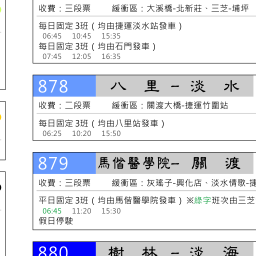 收費：三段票　緩衝區：大溪橋-北新莊、三芝-埔坪
每日固定3班（均由捷運淡水站發車）
06:45　10:45　15:35
每日固定3班（均由石門發車）
07:45　12:05　16:35
878　八里-淡水
收費：二段票　緩衝區：關渡大橋-捷運竹圍站
每日固定3班（均由八里站發車）
06:25　10:20　15:50
879　馬偕醫學院-關渡
收費：三段票　緩衝區：灰瑤子-興化店、淡水情歌-捷
平日固定3班（均由馬偕醫學院發車）※綠字班次由三芝
06:45　11:20　15:30
假日停駛
880　樹林-淡海